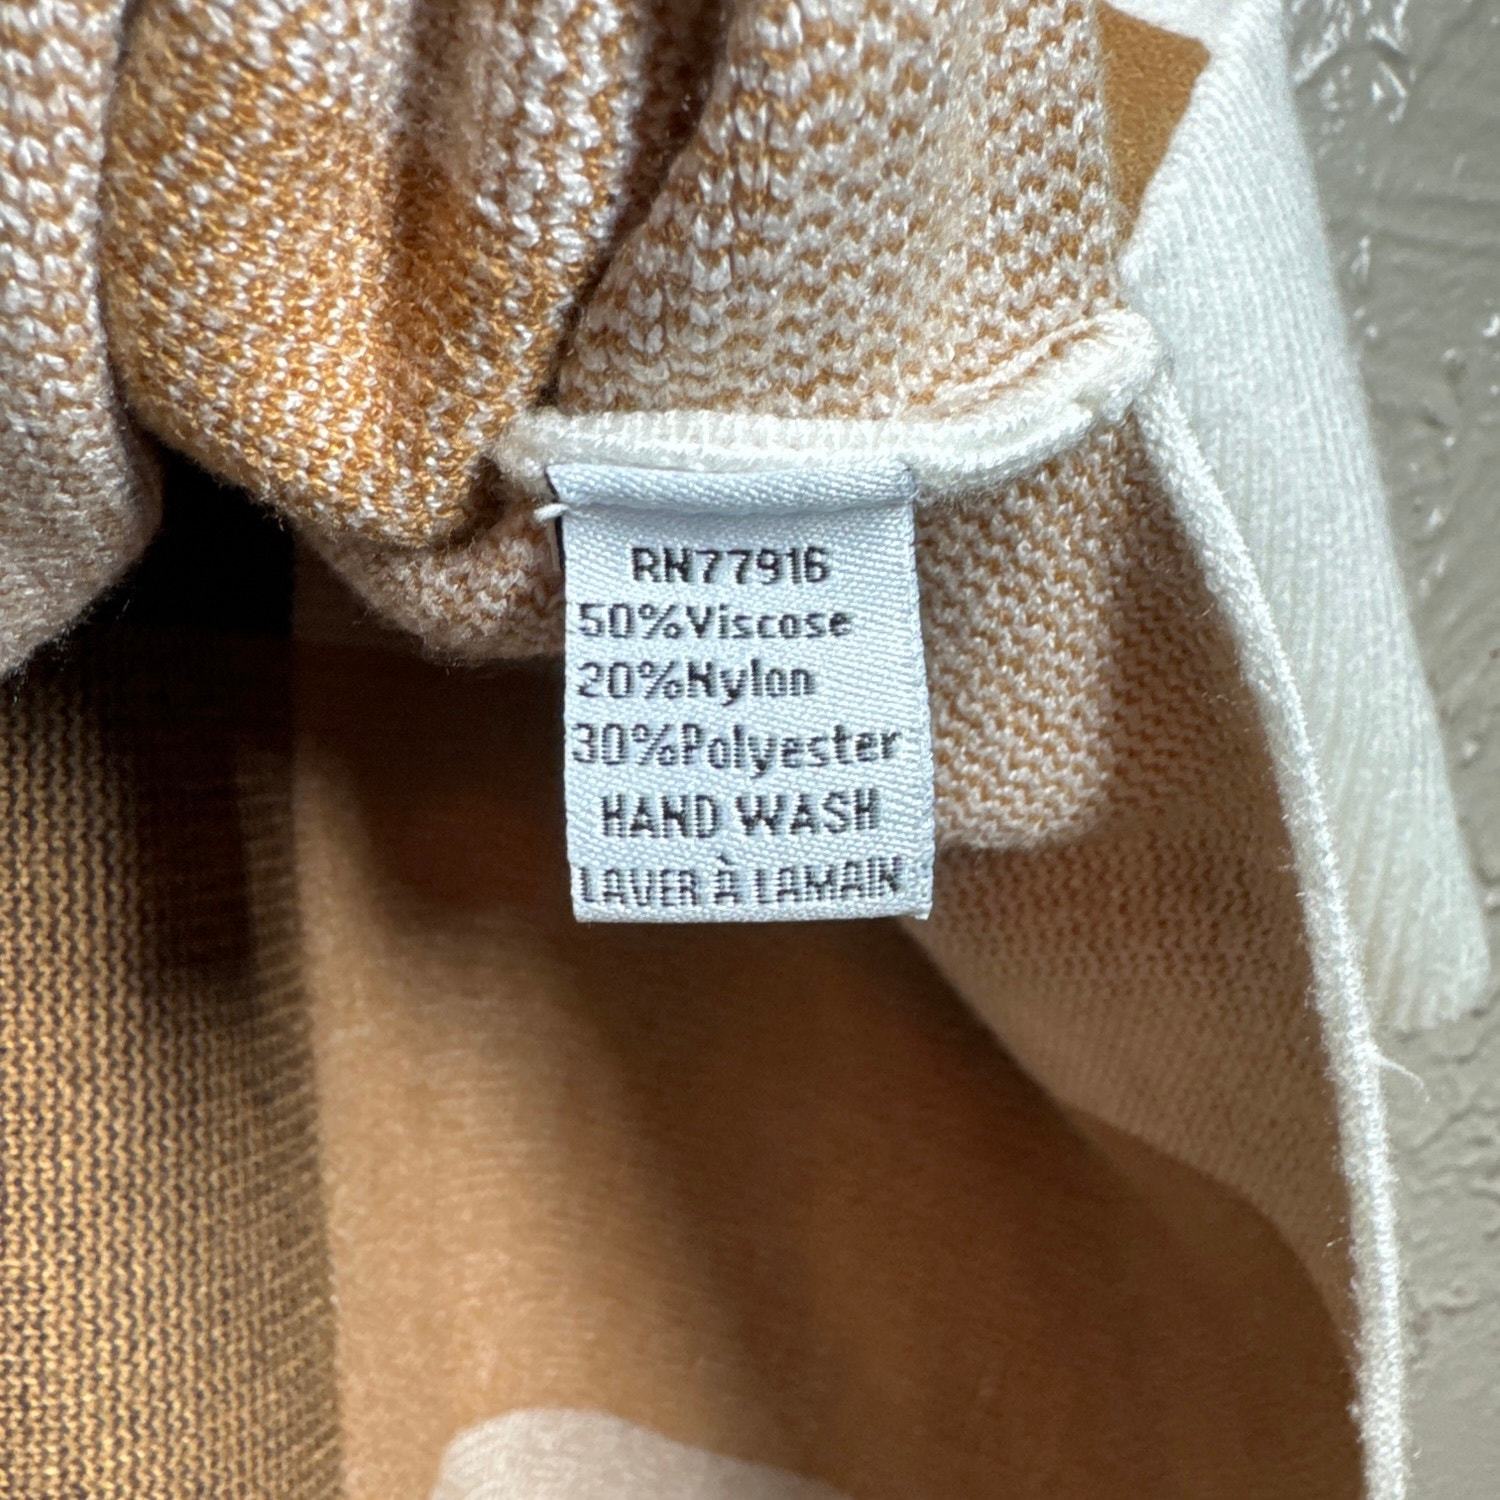 RN77916
50%Viscose
20%Nylon
30%Polyester
HAND WASH
LAVER À LAMAIN